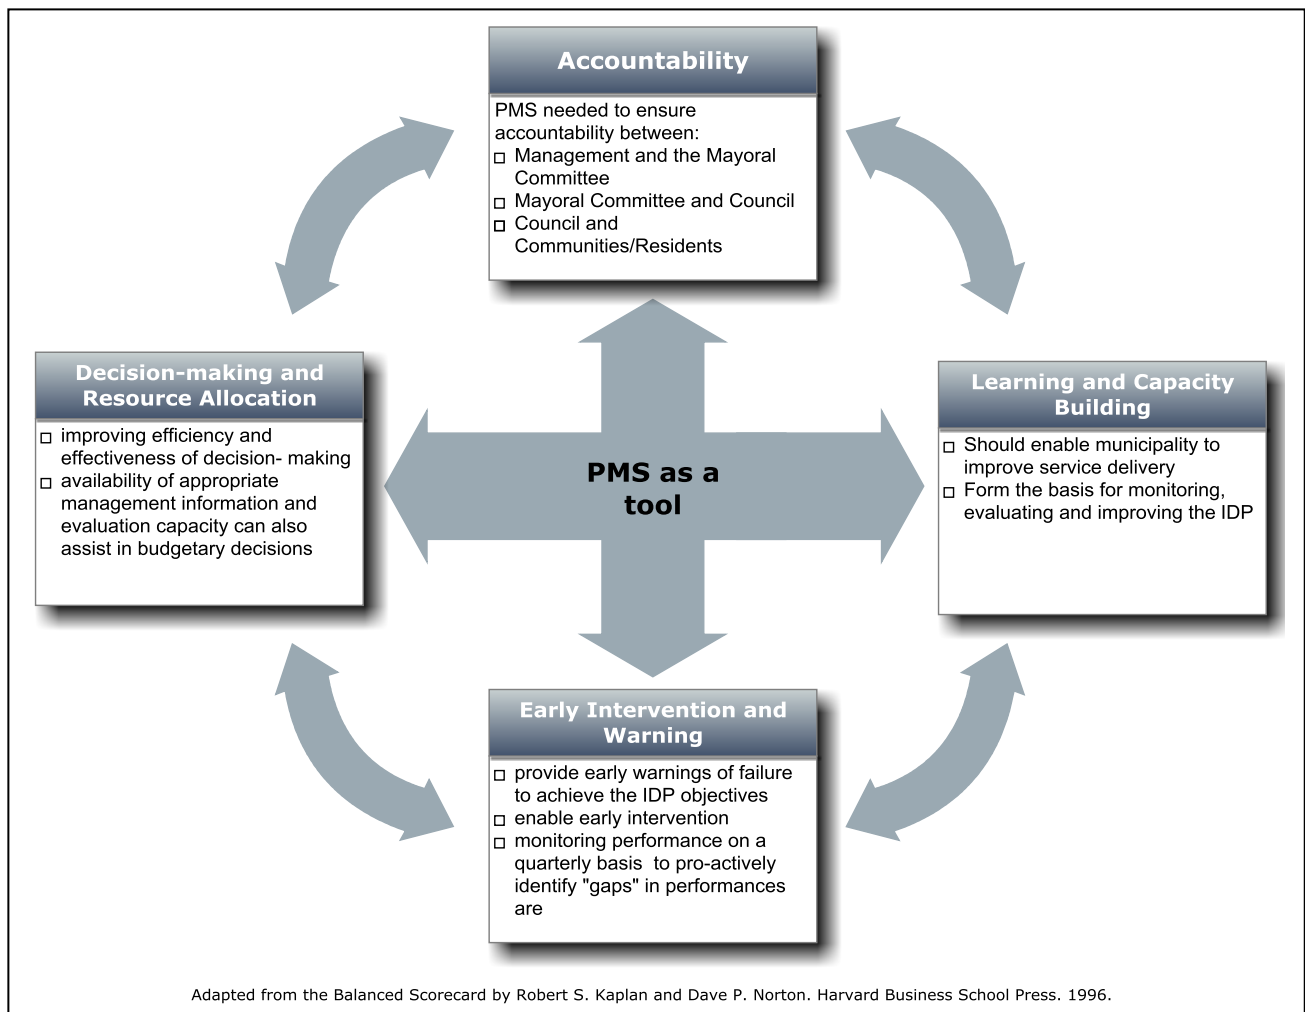 Accountability
PMS needed to ensure
accountability between:
Management and the Mayoral
Committee
Mayoral Committee and Council
Council and
Communities/Residents
Decision-making and
Resource Allocation
improving efficiency and
effectiveness of decision- making
availability of appropriate
management information and
evaluation capacity can also
assist in budgetary decisions
PMS as a
tool
Learning and Capacity
Building
Should enable municipality to
improve service delivery
Form the basis for monitoring,
evaluating and improving the IDP
Early Intervention and
Warning
provide early warnings of failure
to achieve the IDP objectives
enable early intervention
monitoring performance on a
quarterly basis  to pro-actively
identify "gaps" in performances
are
Adapted from the Balanced Scorecard by Robert S. Kaplan and Dave P. Norton. Harvard Business School Press. 1996.